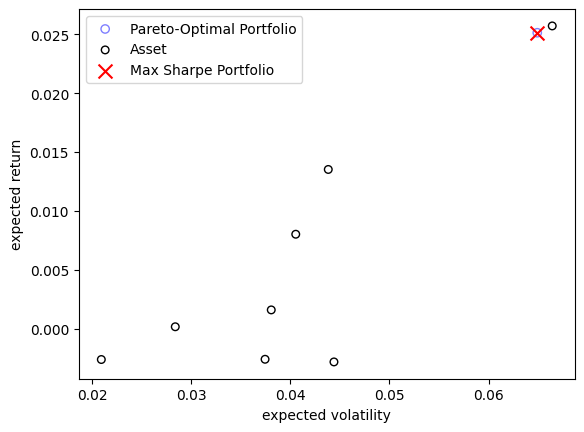 Pareto-Optimal Portfolio
Asset
Max Sharpe Portfolio
expected return
0.025
0.020
0.015
0.010
0.005
0.000
0.02 0.03 0.04 0.05 0.06
expected volatility